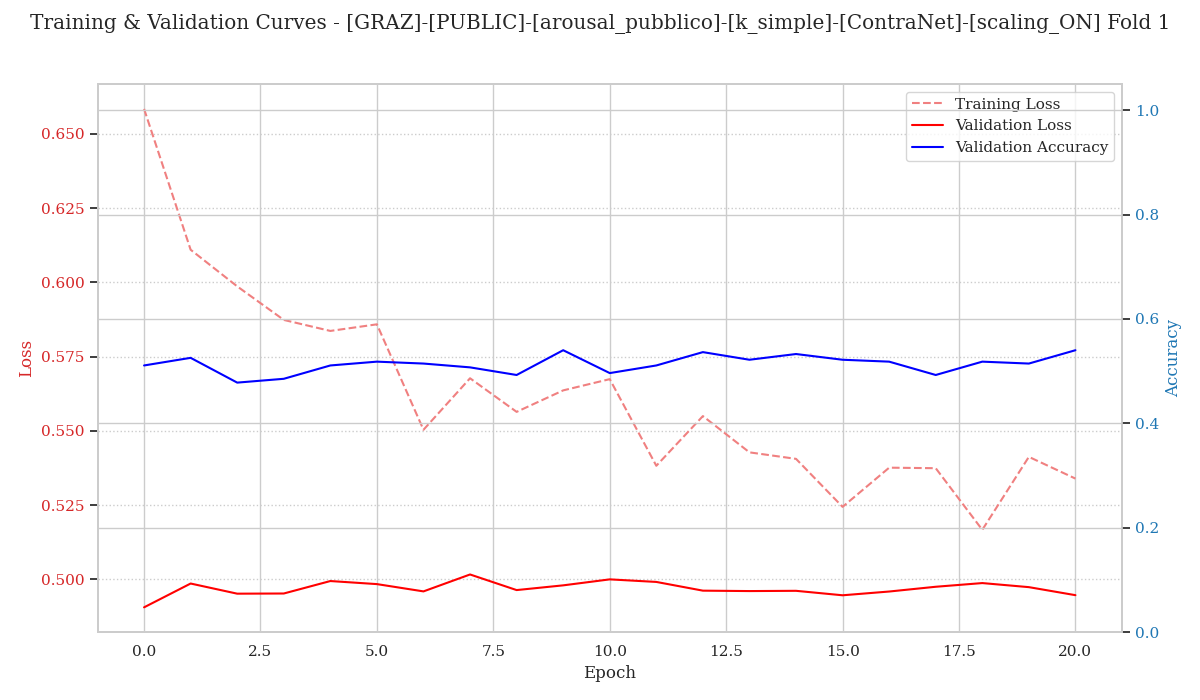 Training & Validation Curves - [GRAZ]-[PUBLIC]-[arousal_pubblico]-[k_simple]-[ContraNet]-[scaling_ON] Fold 1
Training Loss
Validation Loss
Validation Accuracy
Loss
0.650
0.625
0.600
0.575
0.550
0.525
0.500
1.0
0.8
0.6
0.4
0.2
0.0
Accuracy
0.0 2.5 5.0 7.5 10.0 12.5 15.0 17.5 20.0
Epoch